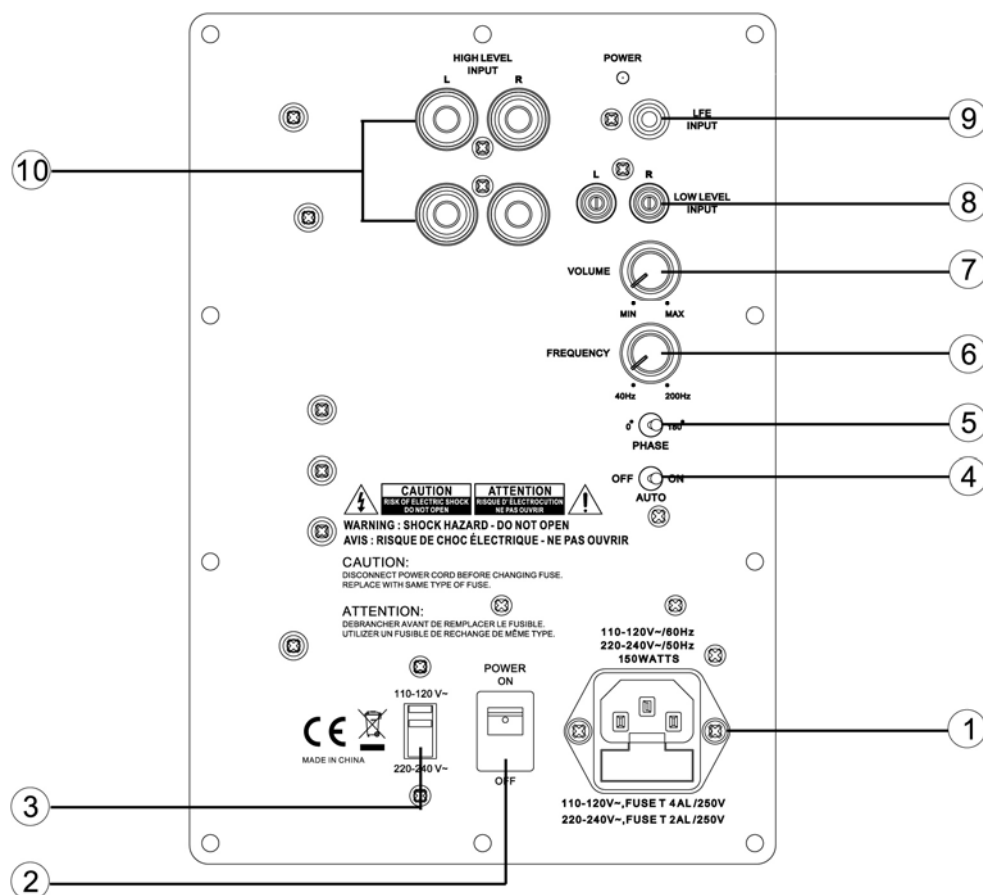 HIGH LEVEL
INPUT
L R
POWER
LFE
INPUT
9
10
L R
LOW LEVEL
INPUT
8
VOLUME
7
MIN MAX
FREQUENCY
6
40Hz 200Hz
0° 180°
5
PHASE
OFF ON
4
AUTO
CAUTION
RISK OF ELECTRIC SHOCK
DO NOT OPEN
ATTENTION
RISQUE D'ÉLECTROCUTION
NE PAS OUVRIR
WARNING : SHOCK HAZARD - DO NOT OPEN
AVIS : RISQUE DE CHOC ÉLECTRIQUE - NE PAS OUVRIR
CAUTION:
DISCONNECT POWER CORD BEFORE CHANGING FUSE.
REPLACE WITH SAME TYPE OF FUSE.
ATTENTION:
DEBRANCHER AVANT DE REMPLACER LE FUSIBLE.
UTILIZER UN FUSIBLE DE RECHANGE DE MÊME TYPE.
110-120V~/60Hz
220-240V~/50Hz
150WATTS
POWER
ON
OFF
110-120 V~
220-240 V~
CE
MADE IN CHINA
1
3
110-120V~,FUSE T 4AL/250V
220-240V~,FUSE T 2AL/250V
2